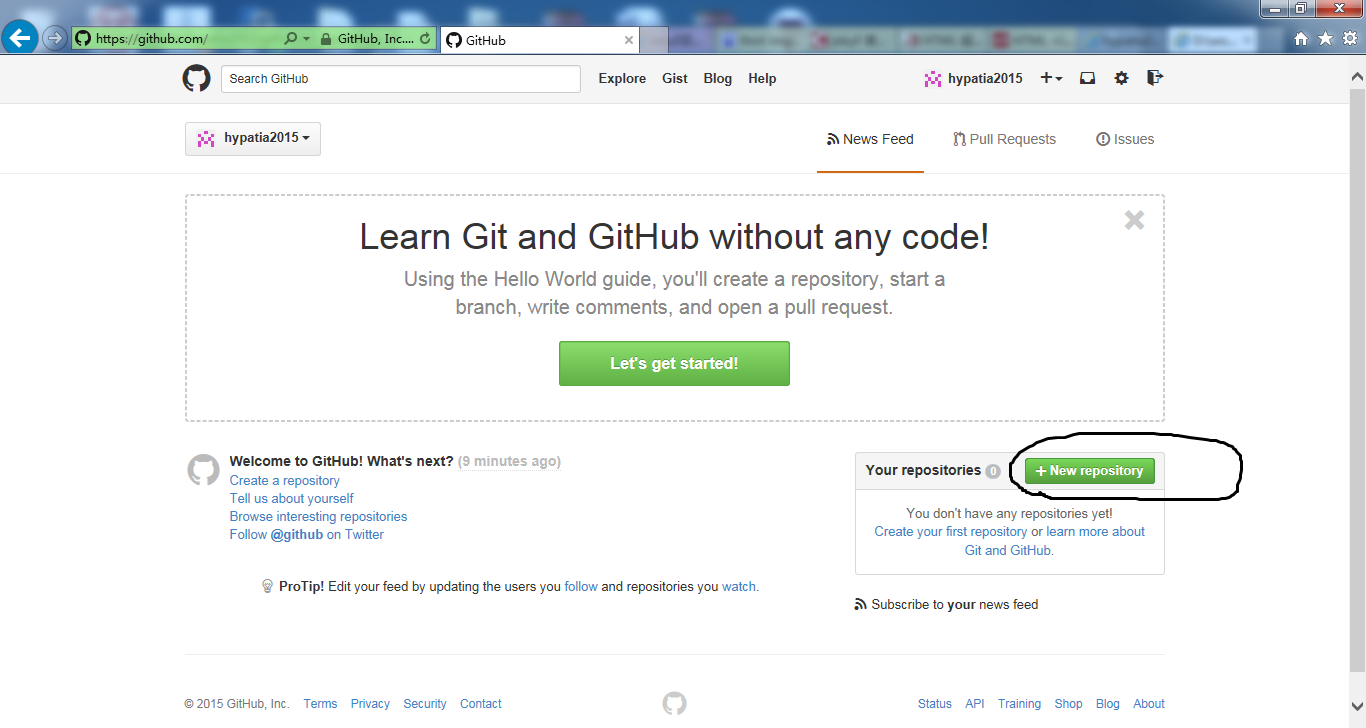 https://github.com/
GitHub, Inc....
GitHub
Search GitHub
Explore Gist Blog Help
hypatia2015
hypatia2015
News Feed Pull Requests Issues
Learn Git and GitHub without any code!
Using the Hello World guide, you'll create a repository, start a
branch, write comments, and open a pull request.
Let's get started!
Welcome to GitHub! What's next? (9 minutes ago)
Create a repository
Tell us about yourself
Browse interesting repositories
Follow @github on Twitter
ProTip! Edit your feed by updating the users you follow and repositories you watch.
Your repositories 0 + New repository
You don't have any repositories yet!
Create your first repository or learn more about
Git and GitHub.
Subscribe to your news feed
© 2015 GitHub, Inc. Terms Privacy Security Contact
Status API Training Shop Blog About